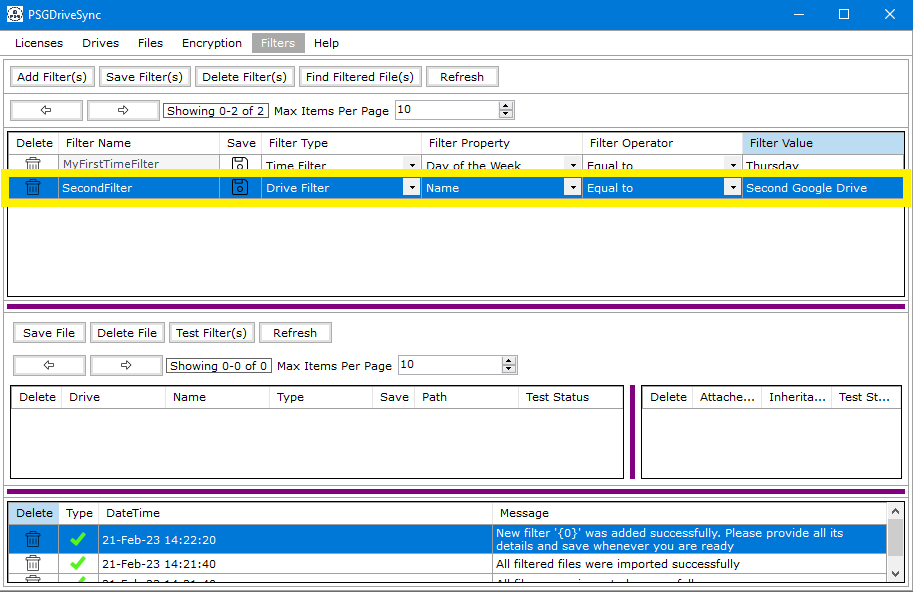 PSGDriveSync
Licenses Drives Files Encryption Filters Help
Add Filter(s) Save Filter(s) Delete Filter(s) Find Filtered File(s) Refresh
Showing 0-2 of 2 Max Items Per Page 10
Delete Filter Name Save Filter Type Filter Property Filter Operator Filter Value
MyFirstTimeFilter Time Filter Day of the Week Equal to Thursday
SecondFilter Drive Filter Name Equal to Second Google Drive
Save File Delete File Test Filter(s) Refresh
Showing 0-0 of 0 Max Items Per Page 10
Delete Drive Name Type Save Path Test Status Delete Attache... Inherita... Test St...
Delete Type DateTime Message
21-Feb-23 14:22:20 New filter '{0}' was added successfully. Please provide all its
details and save whenever you are ready
21-Feb-23 14:21:40 All filtered files were imported successfully
21-Feb-23 14:21:40